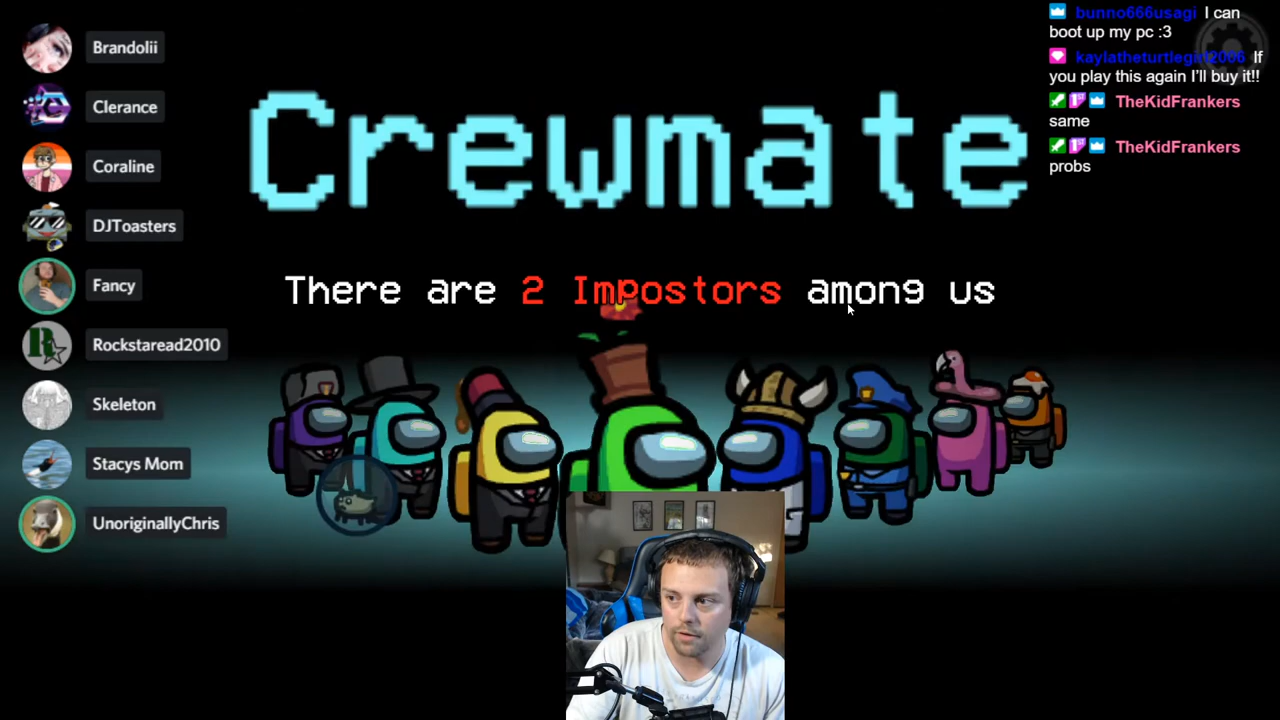 Brandolii
Clerance
Coraline
DJToasters
Fancy
Rockstaread2010
Skeleton
Stacys Mom
UnoriginallyChris
Crewmate
There are 2 Impostors among us
bunno666usagi I can
boot up my pc :3
kaylatheturtlegirl2006 If
you play this again I'll buy it!!
TheKidFrankers
same
TheKidFrankers
probs